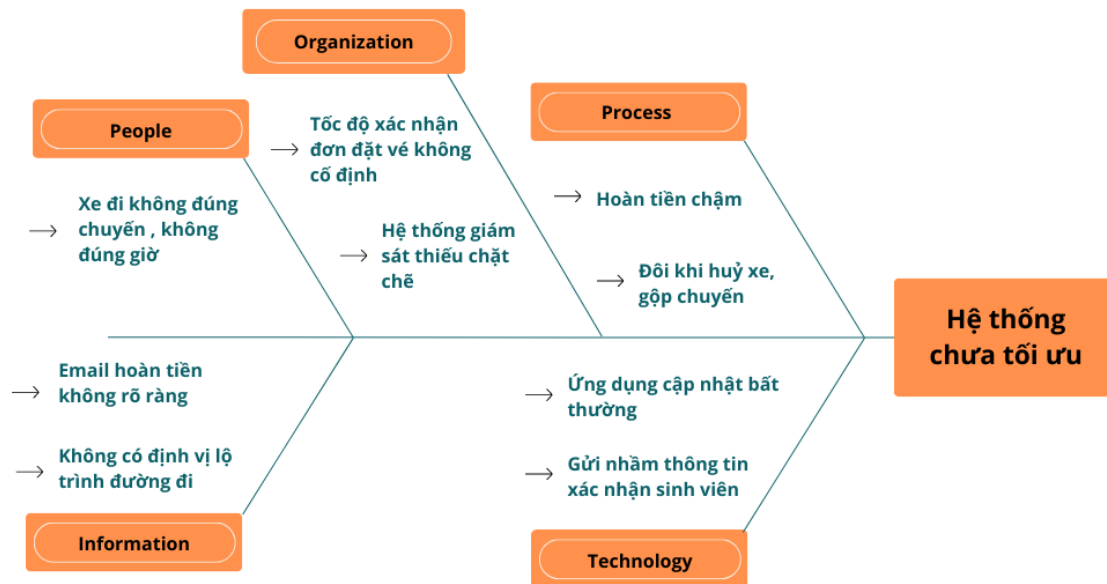 Organization
People
Process
Tốc độ xác nhận
đơn đặt vé không
cố định
Xe đi không đúng
chuyến , không
đúng giờ
Hệ thống giám
sát thiếu chặt
chẽ
Hoàn tiền chậm
Đôi khi huỷ xe,
gộp chuyến
Hệ thống
chưa tối ưu
Email hoàn tiền
không rõ ràng
Không có định vị lộ
trình đường đi
Ứng dụng cập nhật bất
thường
Gửi nhầm thông tin
xác nhận sinh viên
Information
Technology